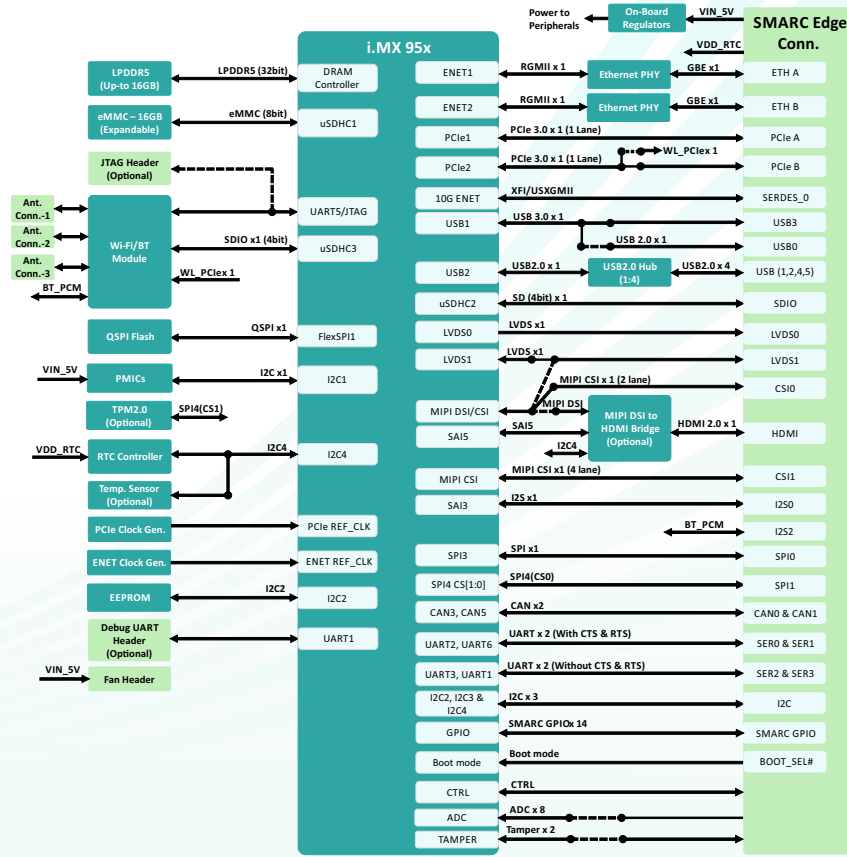 Power to
Peripherals
On-Board
Regulators
VIN_5V
SMARC Edge
Conn.
VDD_RTC
i.MX 95x
LPDDR5
(Up-to 16GB)
LPDDR5 (32bit)
DRAM
Controller
eMMC – 16GB
(Expandable)
eMMC (8bit)
uSDHC1
JTAG Header
(Optional)
Ant.
Conn.-1
Ant.
Conn.-2
Ant.
Conn.-3
BT_PCM
Wi-Fi/BT
Module
UART5/JTAG
SDIO x1 (4bit)
uSDHC3
WL_PCIex 1
QSPI Flash
QSPI x1
FlexSPI1
VIN_5V
PMICs
I2C x1
I2C1
TPM2.0
(Optional)
SPI4(CS1)
VDD_RTC
RTC Controller
I2C4
I2C4
Temp. Sensor
(Optional)
PCIe Clock Gen.
PCIe REF_CLK
ENET Clock Gen.
ENET REF_CLK
EEPROM
I2C2
I2C2
Debug UART
Header
(Optional)
UART1
VIN_5V
Fan Header
ENET1
RGMII x 1
Ethernet PHY
GBE x1
ETH A
ENET2
RGMII x 1
Ethernet PHY
GBE x1
ETH B
PCIe1
PCIe 3.0 x 1 (1 Lane)
PCIe A
PCIe2
PCIe 3.0 x 1 (1 Lane)
WL_PCIex 1
PCIe B
10G ENET
XFI/USXGMII
SERDES_0
USB1
USB 3.0 x 1
USB3
USB 2.0 x 1
USB0
USB2
USB2.0 x 1
USB2.0 Hub
(1:4)
USB2.0 x 4
USB (1,2,4,5)
uSDHC2
SD (4bit) x 1
SDIO
LVDS0
LVDS x1
LVDS0
LVDS1
LVDS x1
LVDS1
MIPI CSI x 1 (2 lane)
CSI0
MIPI DSI/CSI
MIPI DSI
MIPI DSI to
HDMI Bridge
(Optional)
SAI5
SAI5
I2C4
HDMI 2.0 x 1
HDMI
MIPI CSI
MIPI CSI x1 (4 lane)
CSI1
SAI3
I2S x1
I2S0
BT_PCM
I2S2
SPI3
SPI x1
SPI0
SPI4 CS[1:0]
SPI4(CS0)
SPI1
CAN3, CAN5
CAN x2
CAN0 & CAN1
UART2, UART6
UART x 2 (With CTS & RTS)
SER0 & SER1
UART3, UART1
UART x 2 (Without CTS & RTS)
SER2 & SER3
I2C2, I2C3 &
I2C4
I2C x 3
I2C
GPIO
SMARC GPIOx 14
SMARC GPIO
Boot mode
Boot mode
BOOT_SEL#
CTRL
CTRL
ADC
ADC x 8
TAMPER
Tamper x 2